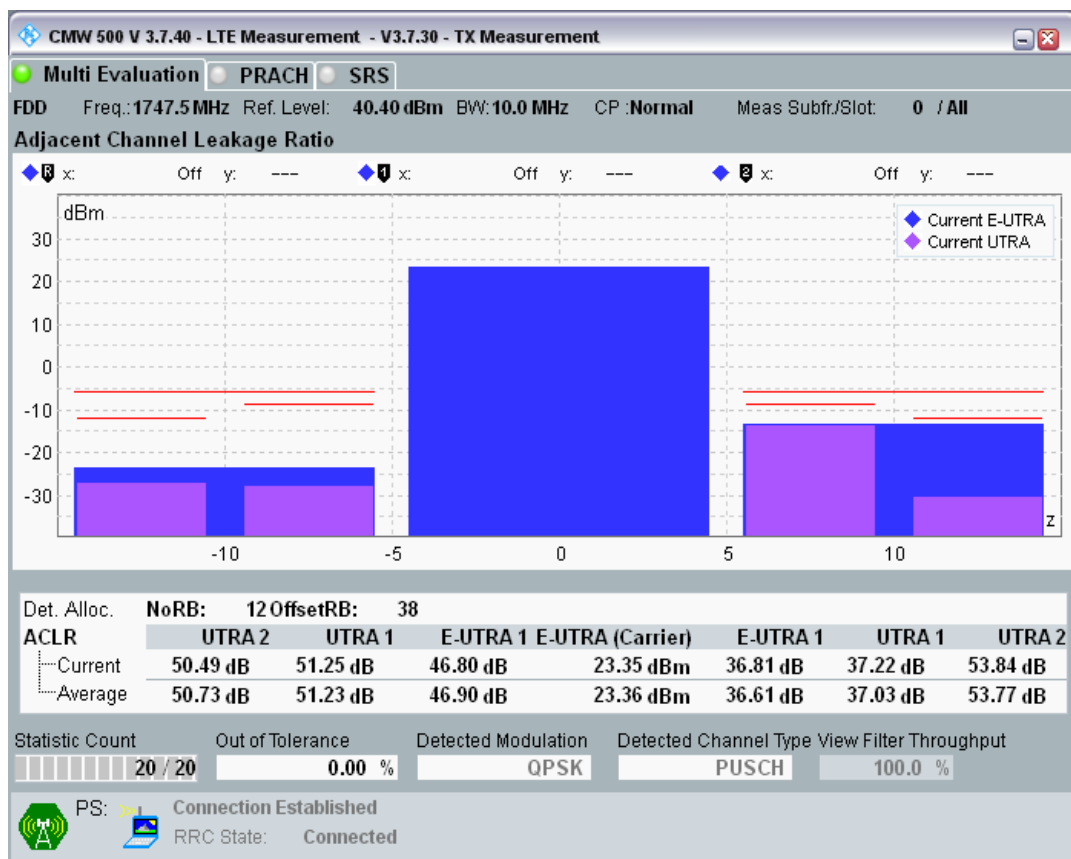 CMW 500 V 3.7.40 - LTE Measurement - V3.7.30 - TX Measurement
Multi Evaluation PRACH SRS
FDD Freq.:1747.5 MHz Ref. Level: 40.40 dBm BW:10.0 MHz CP :Normal Meas Subfr./Slot: 0 / All
Adjacent Channel Leakage Ratio
R x: Off y: --- 1 x: Off y: --- 2 x: Off y: ---
dBm
Current E-UTRA
Current UTRA
30
20
10
0
-10
-20
-30
z
-10 -5 0 5 10
Det. Alloc. NoRB: 12 OffsetRB: 38
ACLR UTRA 2 UTRA 1 E-UTRA 1 E-UTRA (Carrier) E-UTRA 1 UTRA 1 UTRA 2
Current 50.49 dB 51.25 dB 46.80 dB 23.35 dBm 36.81 dB 37.22 dB 53.84 dB
Average 50.73 dB 51.23 dB 46.90 dB 23.36 dBm 36.61 dB 37.03 dB 53.77 dB
Statistic Count Out of Tolerance Detected Modulation Detected Channel Type View Filter Throughput
20 / 20 0.00 % QPSK PUSCH 100.0 %
PS: Connection Established
RRC State: Connected